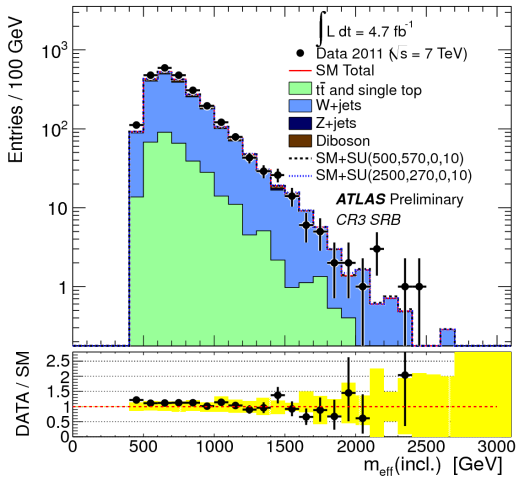 ∫ L dt = 4.7 fb⁻¹
Data 2011 (√s = 7 TeV)
SM Total
tt̄ and single top
W+jets
Z+jets
Diboson
SM+SU(500,570,0,10)
SM+SU(2500,270,0,10)
ATLAS Preliminary
CR3 SRB
Entries / 100 GeV
10³
10²
10
1
DATA / SM
2.5
2
1.5
1
0.5
0
0 500 1000 1500 2000 2500 3000
m_eff(incl.) [GeV]